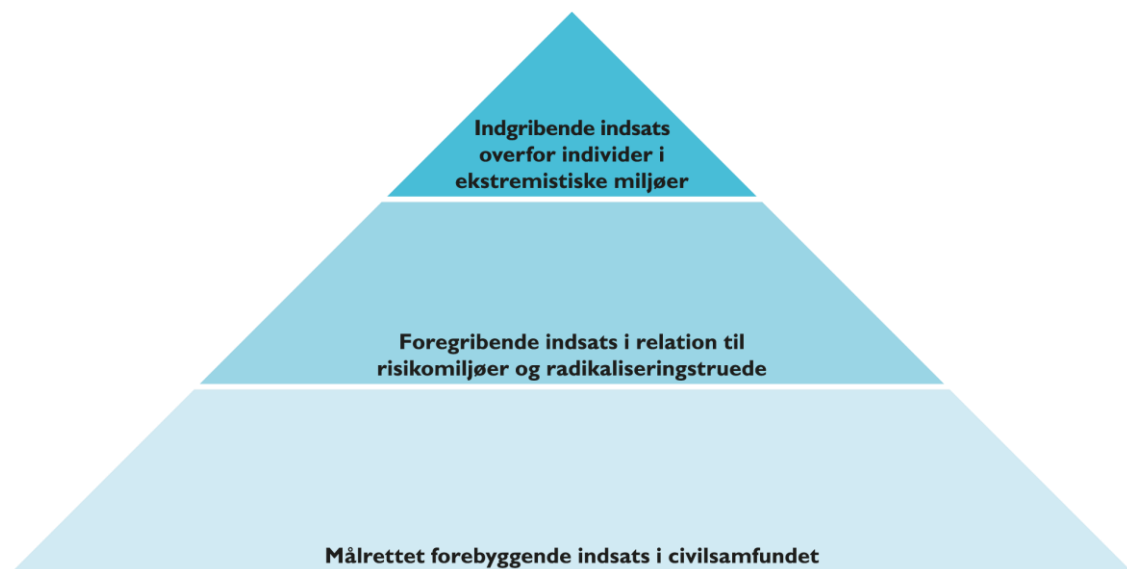 Indgribende indsats
overfor individer i
ekstremistiske miljøer
Foregribende indsats i relation til
risikomiljøer og radikaliseringstruede
Målrettet forebyggende indsats i civilsamfundet